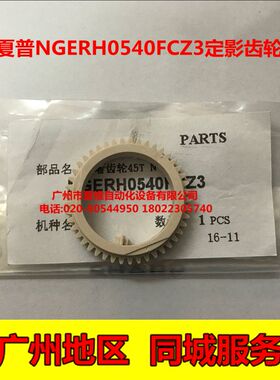 夏普NGERH0540FCZ3定影齿轮
PARTS
部品名
齿轮45T N
NGERH0540FCZ3
广州市
自动化设备有限公司
电话:020-80544950 18022303740
机种名
数
1 PCS
16-11
广州地区 同城服务